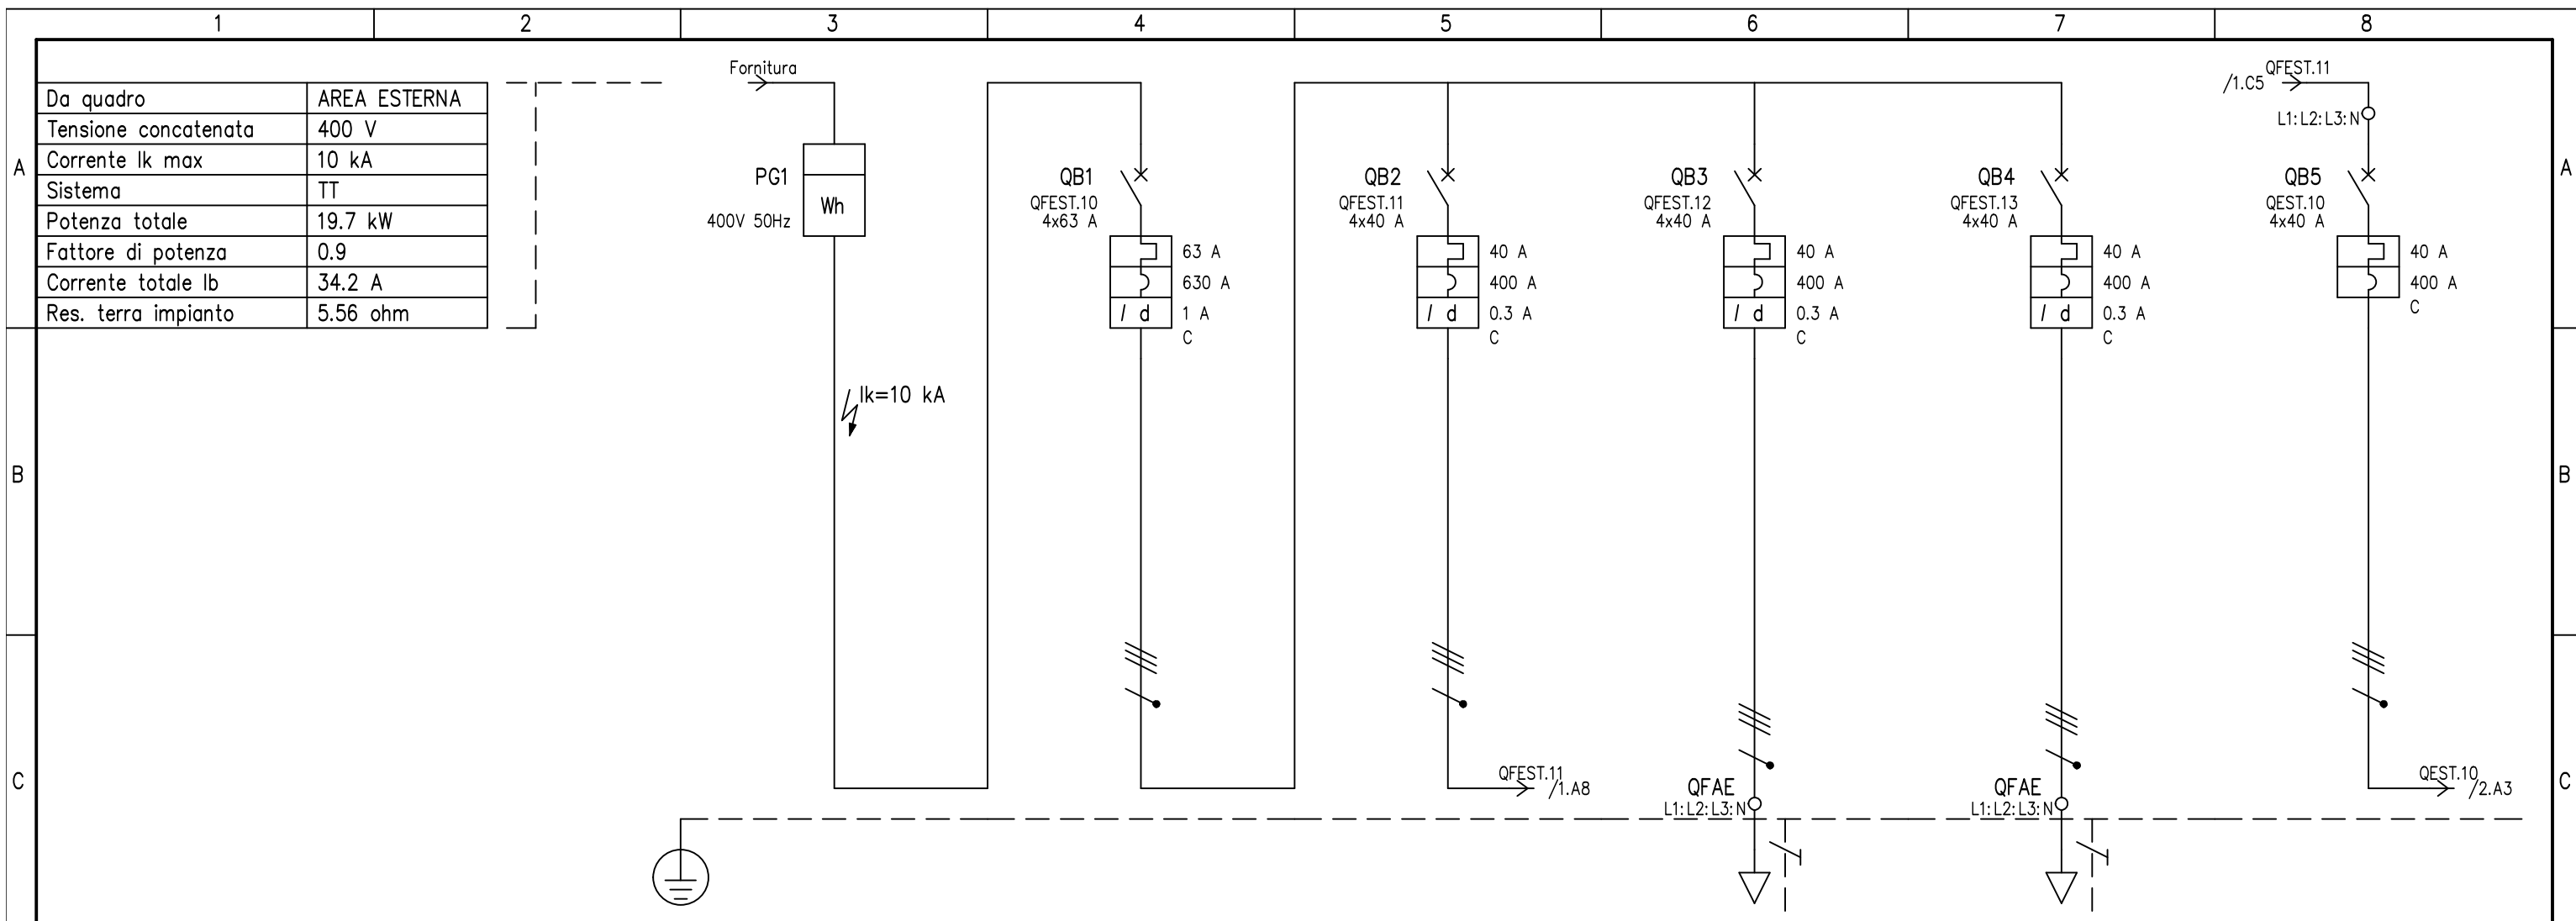 1 2 3 4 5 6 7 8
A
B
C
A
B
C
Da quadro AREA ESTERNA
Tensione concatenata 400 V
Corrente Ik max 10 kA
Sistema TT
Potenza totale 19.7 kW
Fattore di potenza 0.9
Corrente totale Ib 34.2 A
Res. terra impianto 5.56 ohm
Fornitura
PG1
400V 50Hz
Wh
Ik=10 kA
QB1
QFEST.10
4x63 A
63 A
630 A
I d 1 A
C
QB2
QFEST.11
4x40 A
40 A
400 A
I d 0.3 A
C
QFEST.11
/1.A8
QB3
QFEST.12
4x40 A
40 A
400 A
I d 0.3 A
C
QFAE
L1:L2:L3:N
QB4
QFEST.13
4x40 A
40 A
400 A
I d 0.3 A
C
QFAE
L1:L2:L3:N
QFEST.11
/1.C5
L1:L2:L3:N
QB5
QEST.10
4x40 A
40 A
400 A
C
QEST.10
/2.A3